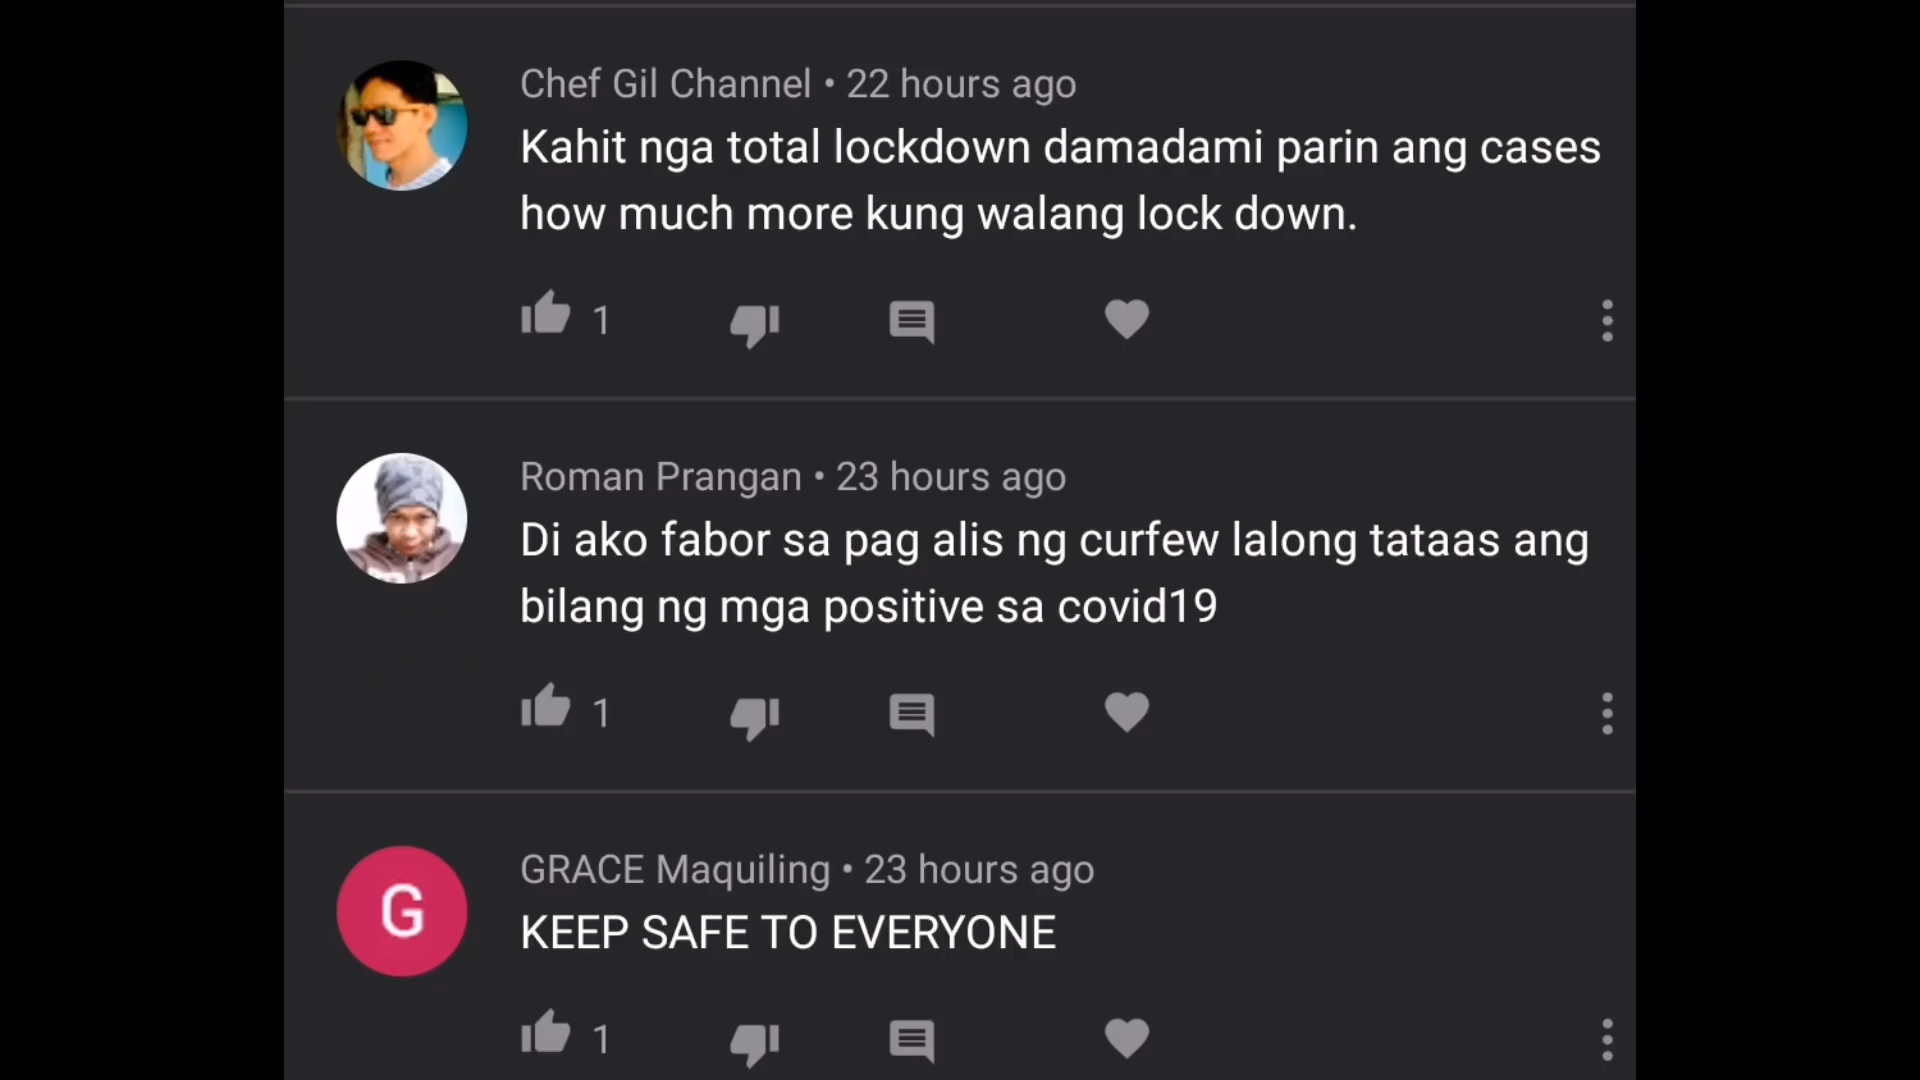 Chef Gil Channel • 22 hours ago
Kahit nga total lockdown damadami parin ang cases
how much more kung walang lock down.
1
Roman Prangan • 23 hours ago
Di ako fabor sa pag alis ng curfew lalong tataas ang
bilang ng mga positive sa covid19
1
G
GRACE Maquiling • 23 hours ago
KEEP SAFE TO EVERYONE
1